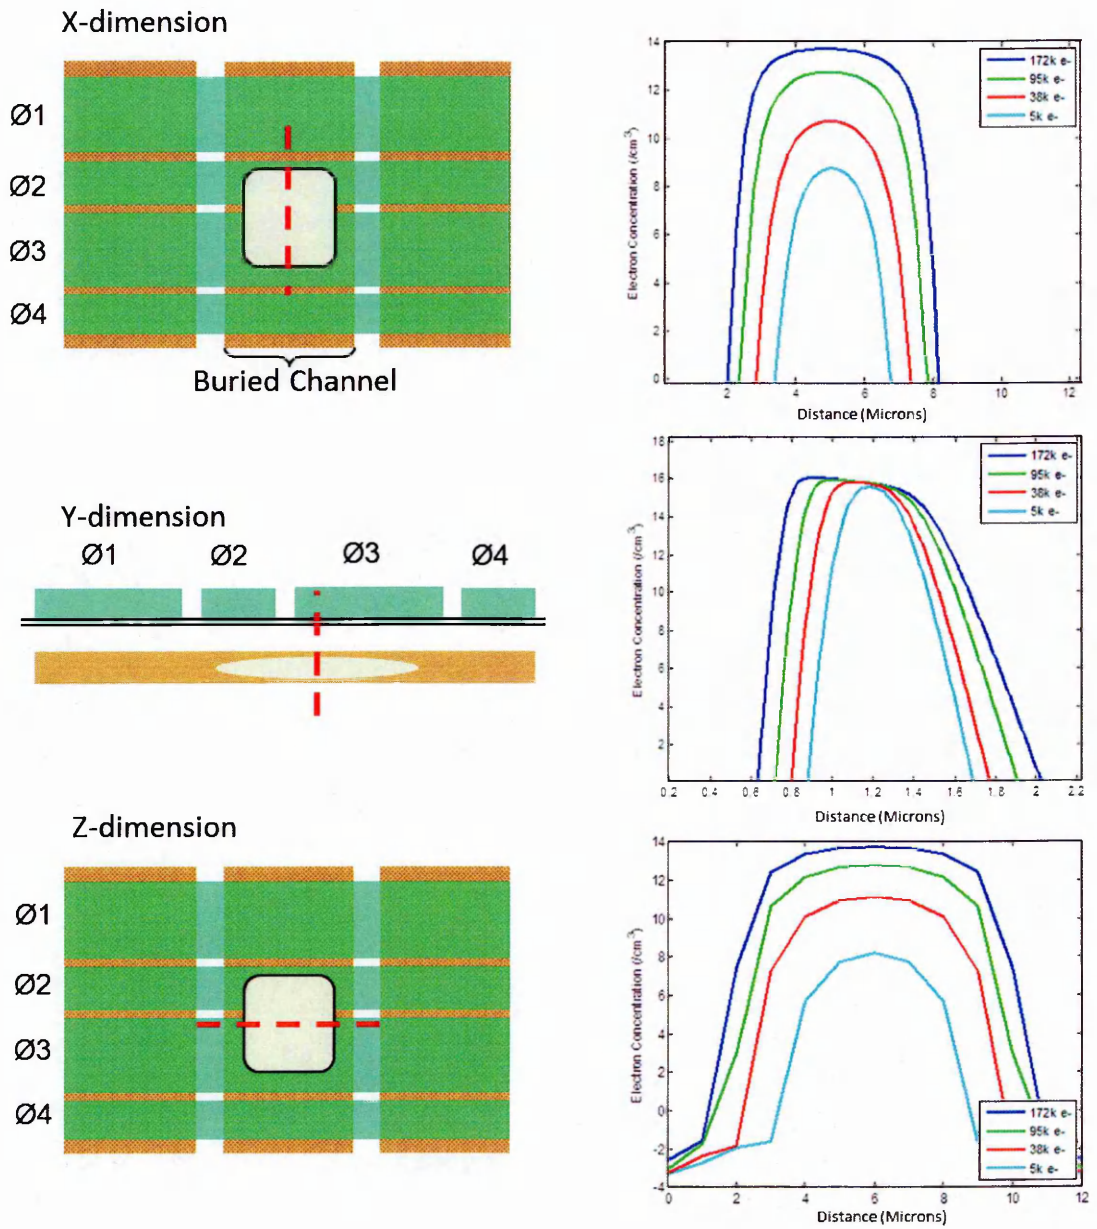 X-dimension
Ø1
Ø2
Ø3
Ø4
Buried Channel
Electron Concentration (/cm³)
14
12
10
8
6
4
2
0
2 4 6 8 10 12
Distance (Microns)
172k e-
95k e-
38k e-
5k e-
Y-dimension
Ø1 Ø2 Ø3 Ø4
Electron Concentration (/cm³)
18
16
14
12
10
8
6
4
2
0.2 0.4 0.6 0.8 1 1.2 1.4 1.6 1.8 2 2.2
Distance (Microns)
172k e-
95k e-
38k e-
5k e-
Z-dimension
Ø1
Ø2
Ø3
Ø4
Electron Concentration (/cm³)
14
12
10
8
6
4
2
0
-2
-4
0 2 4 6 8 10 12
Distance (Microns)
172k e-
95k e-
38k e-
5k e-